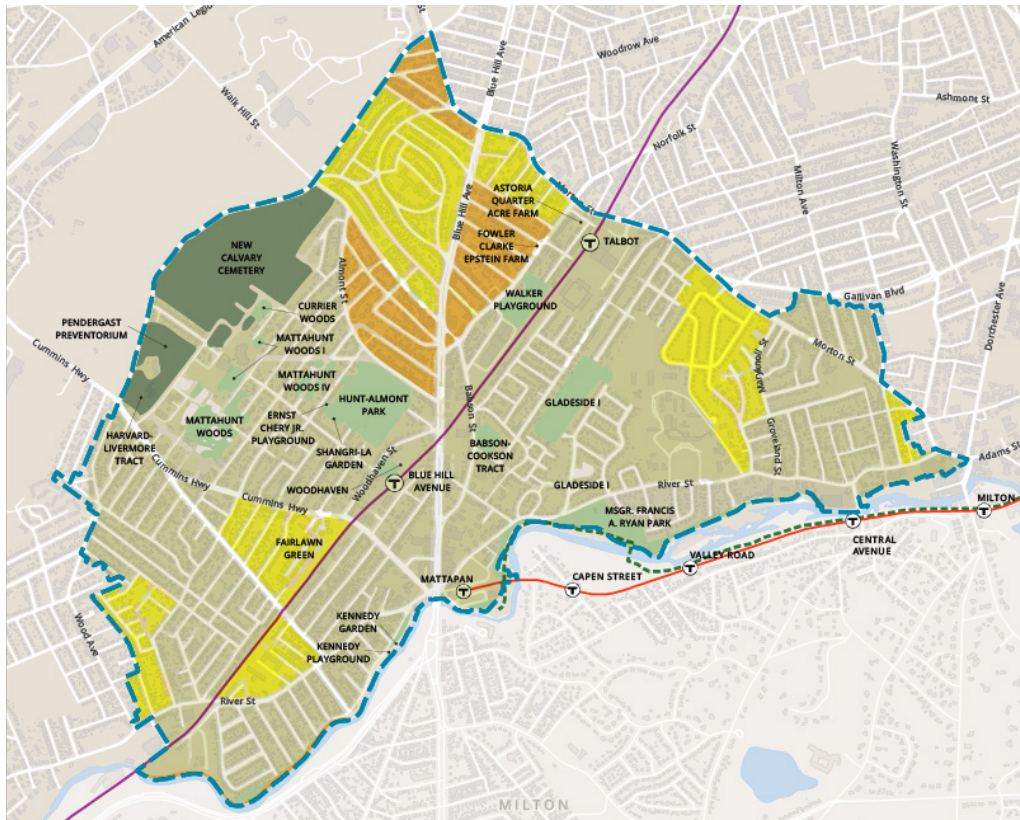 American Legio
Blue Hill Ave
Woodrow Ave
Ashmont St
Walk Hill St
Norfolk St
Washington St
Milton Ave
Morton St
ASTORIA
QUARTER
ACRE FARM
Blue Hill Ave
FOWLER
CLARKE
EPSTEIN FARM
TALBOT
NEW
CALVARY
CEMETERY
Almont St
WALKER
PLAYGROUND
Gallivan Blvd
Dorchester Ave
CURRIER
WOODS
PENDERGAST
PREVENTORIUM
MATTAHUNT
WOODS I
Morton St
Cummins Hwy
MATTAHUNT
WOODS IV
HUNT-ALMONT
PARK
Babson St
GLADESIDE I
ERNST
CHERY JR.
PLAYGROUND
MATTAHUNT
WOODS
HARVARD-
LIVERMORE
TRACT
SHANGRI-LA
GARDEN
BABSON-
COOKSON
TRACT
Groveland St
Adams St
Cummins Hwy
Woodhaven St
WOODHAVEN
BLUE HILL
AVENUE
GLADESIDE I
River St
Cummins Hwy
MILTON
MSGR. FRANCIS
A. RYAN PARK
FAIRLAWN
GREEN
CENTRAL
AVENUE
VALLEY ROAD
MATTAPAN
CAPEN STREET
Wood Ave
KENNEDY
GARDEN
KENNEDY
PLAYGROUND
River St
MILTON